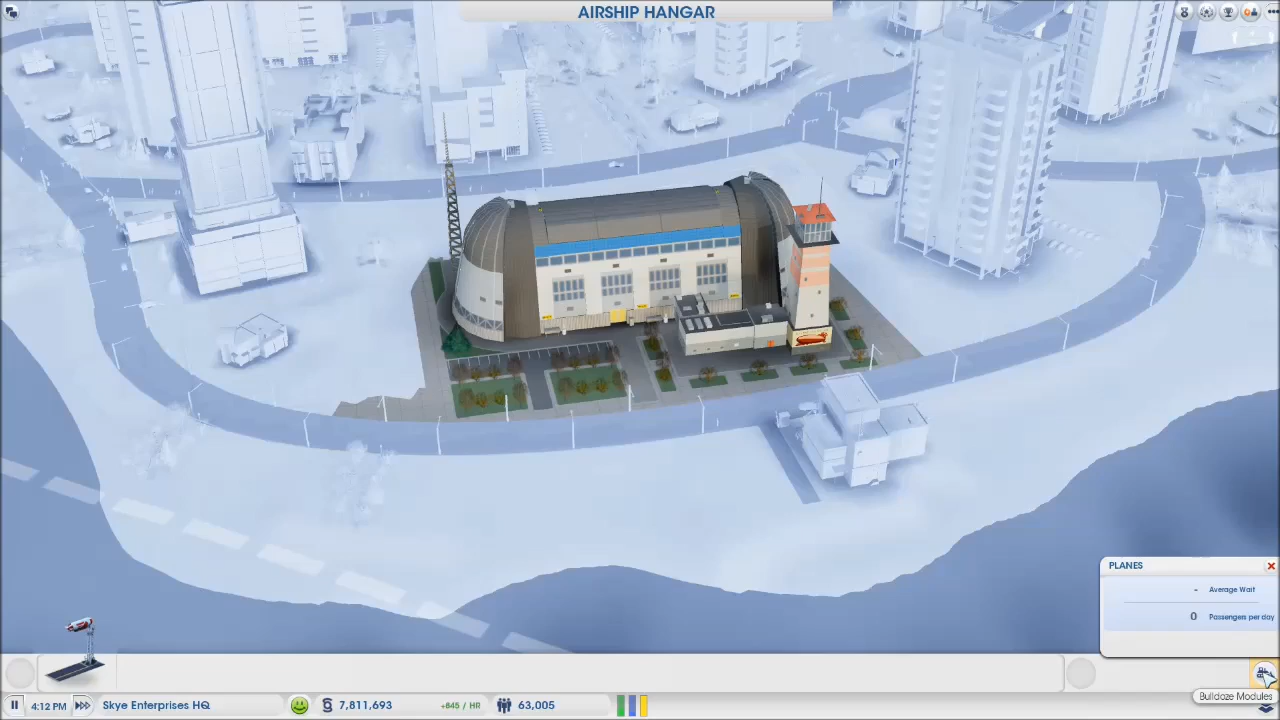 AIRSHIP HANGAR
PLANES
- Average Wait
0 Passengers per day
Bulldoze Modules
4:12 PM Skye Enterprises HQ 7,811,693 +845 / HR 63,005